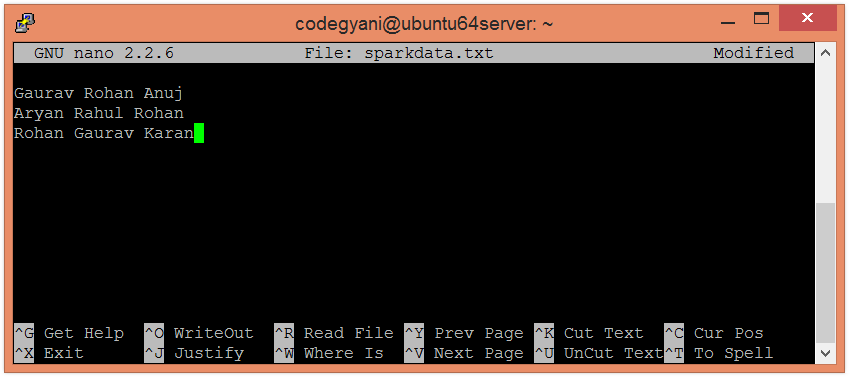 codegyani@ubuntu64server: ~
GNU nano 2.2.6 File: sparkdata.txt Modified
Gaurav Rohan Anuj
Aryan Rahul Rohan
Rohan Gaurav Karan
^G Get Help ^O WriteOut ^R Read File ^Y Prev Page ^K Cut Text ^C Cur Pos
^X Exit ^J Justify ^W Where Is ^V Next Page ^U UnCut Text ^T To Spell